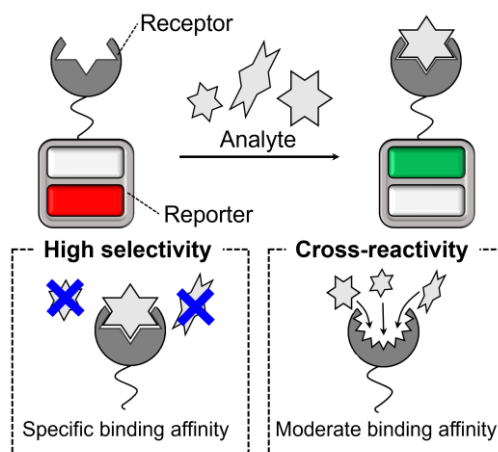 Receptor
Analyte
Reporter
High selectivity
Cross-reactivity
Specific binding affinity
Moderate binding affinity